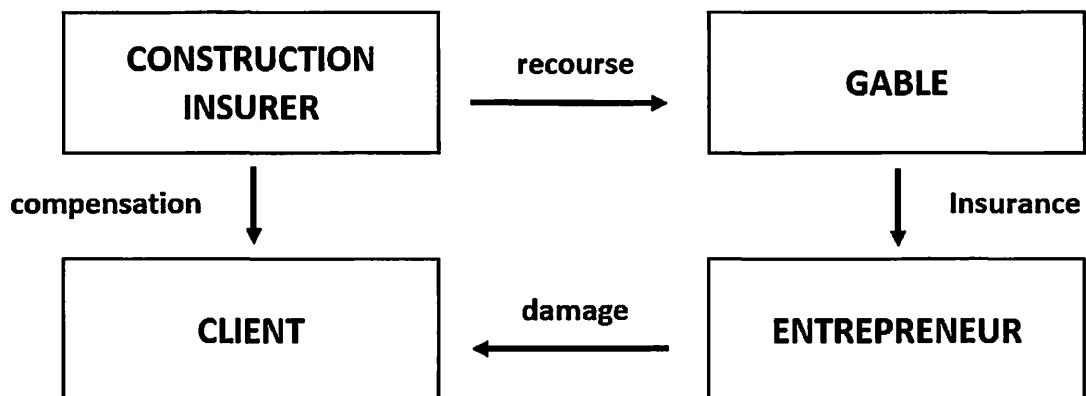 CONSTRUCTION
INSURER
recourse
GABLE
compensation
Insurance
CLIENT
damage
ENTREPRENEUR